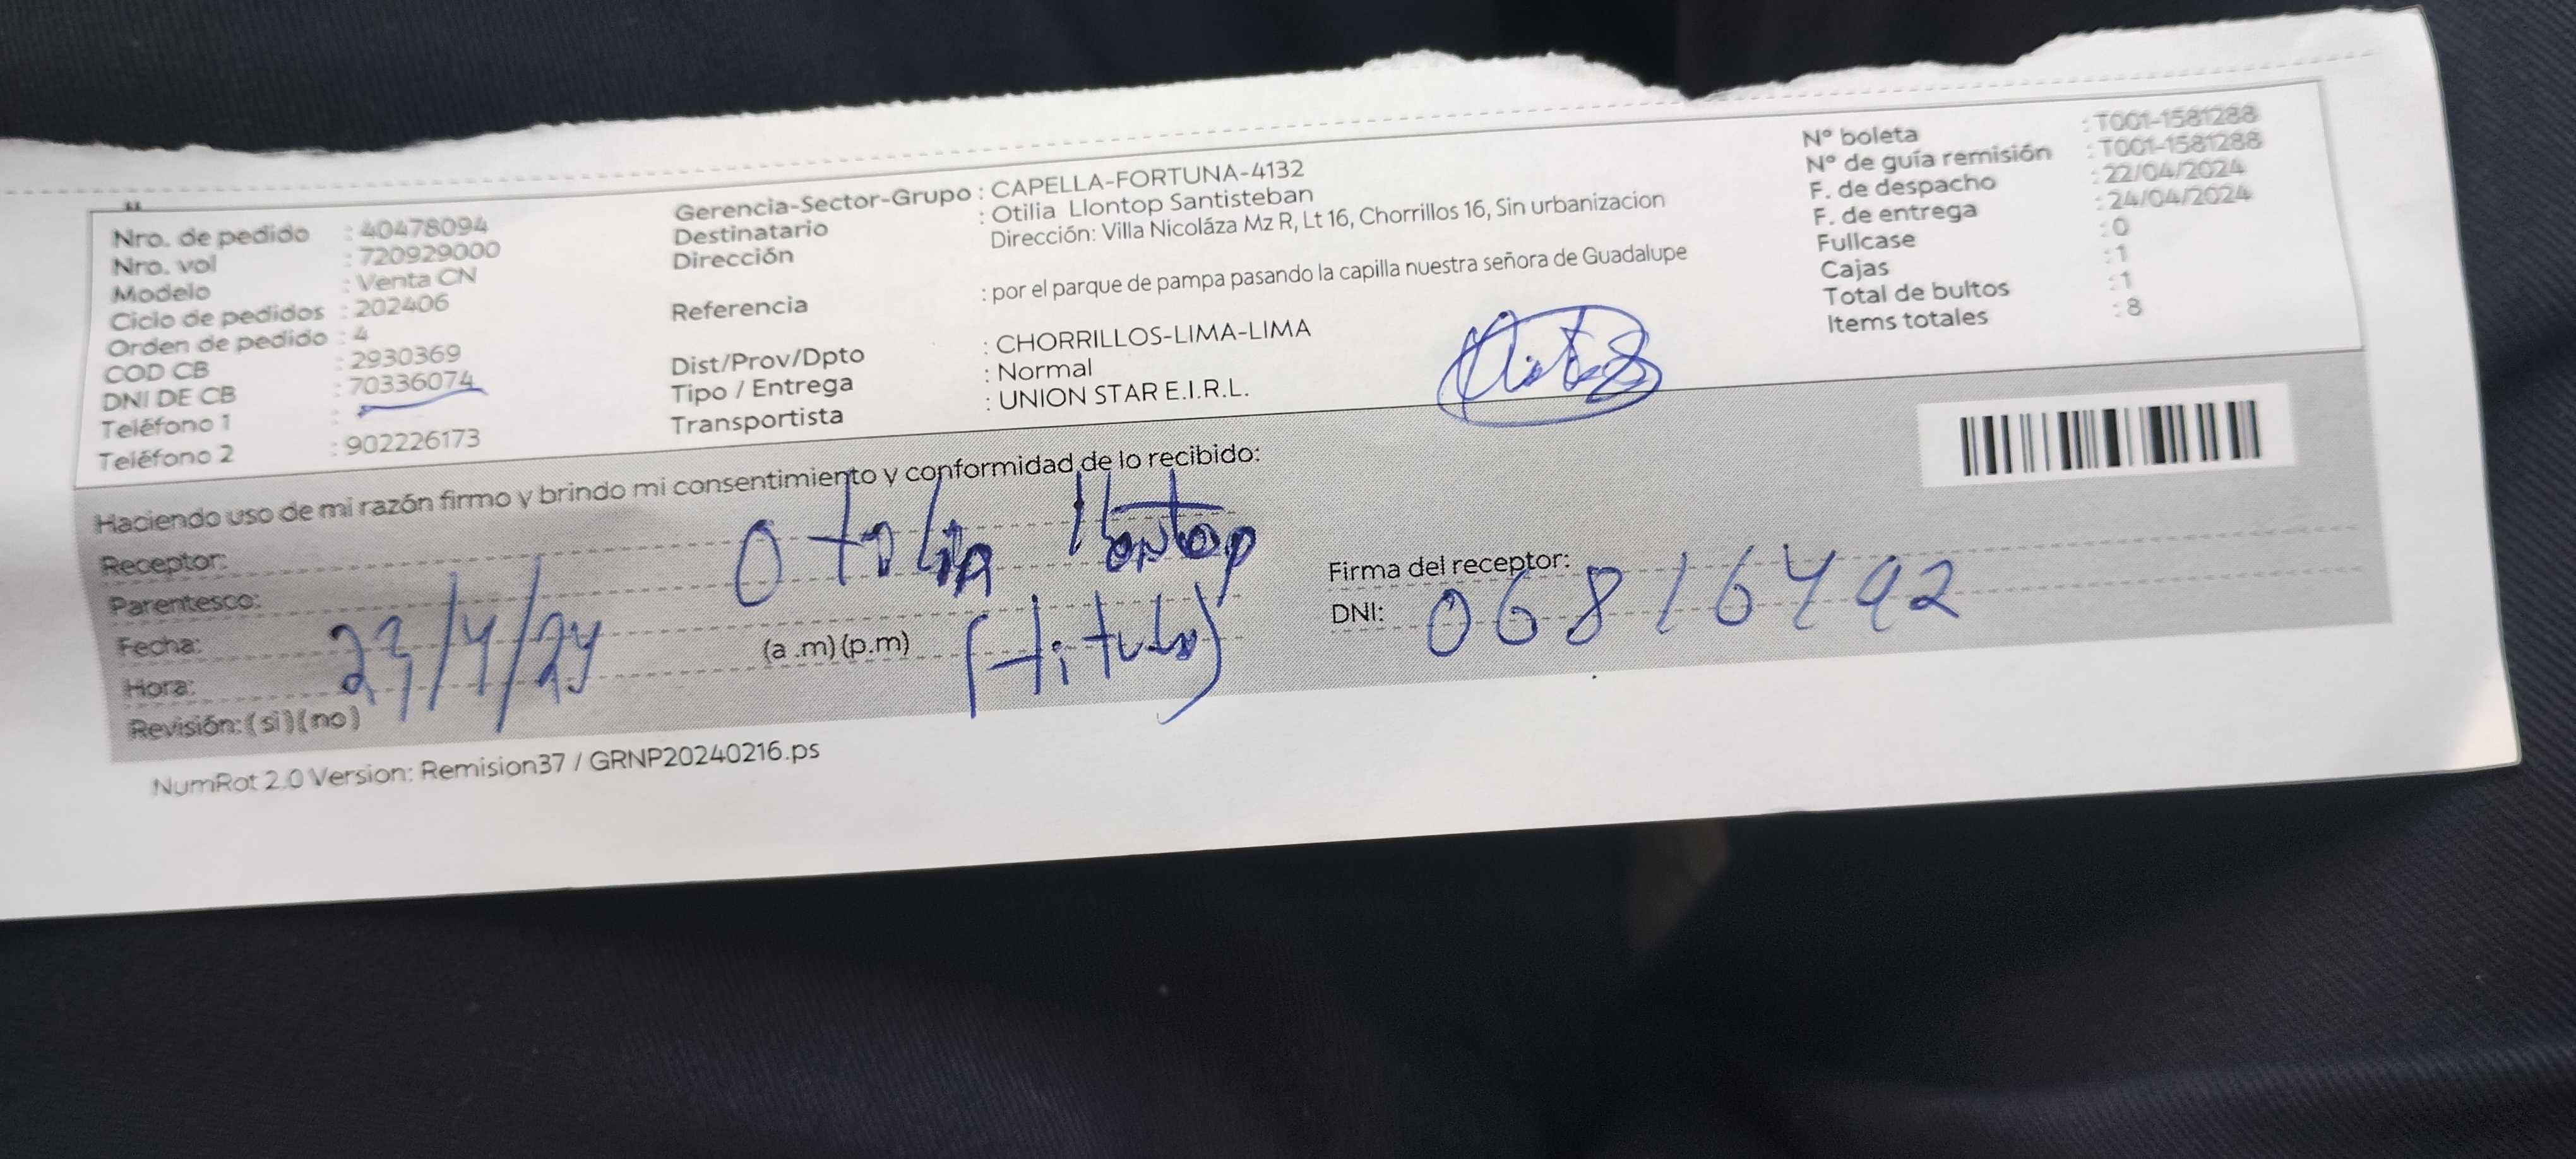 Nro. de pedido : 40478094
Nro. vol : 720929000
Modelo : Venta CN
Ciclo de pedidos : 202406
Orden de pedido : 4
COD CB : 2930369
DNI DE CB : 70336074
Teléfono 1 :
Teléfono 2 : 902226173
Gerencia-Sector-Grupo : CAPELLA-FORTUNA-4132
Destinatario : Otilia Llontop Santisteban
Dirección Dirección: Villa Nicoláza Mz R, Lt 16, Chorrillos 16, Sin urbanizacion
Referencia : por el parque de pampa pasando la capilla nuestra señora de Guadalupe
Dist/Prov/Dpto : CHORRILLOS-LIMA-LIMA
Tipo / Entrega : Normal
Transportista : UNION STAR E.I.R.L.
N° boleta : T001-1581288
N° de guía remisión : T001-1581288
F. de despacho : 22/04/2024
F. de entrega : 24/04/2024
Fullcase : 0
Cajas : 1
Total de bultos : 1
Items totales : 8
Haciendo uso de mi razón firmo y brindo mi consentimiento y conformidad de lo recibido:
Receptor: Otilia Llontop
Parentesco:
Fecha: 23/4/24
Hora: (a .m) (p.m) (titular)
Revisión: ( si ) ( no )
Firma del receptor:
DNI: 06816492
NumRot 2.0 Version: Remision37 / GRNP20240216.ps